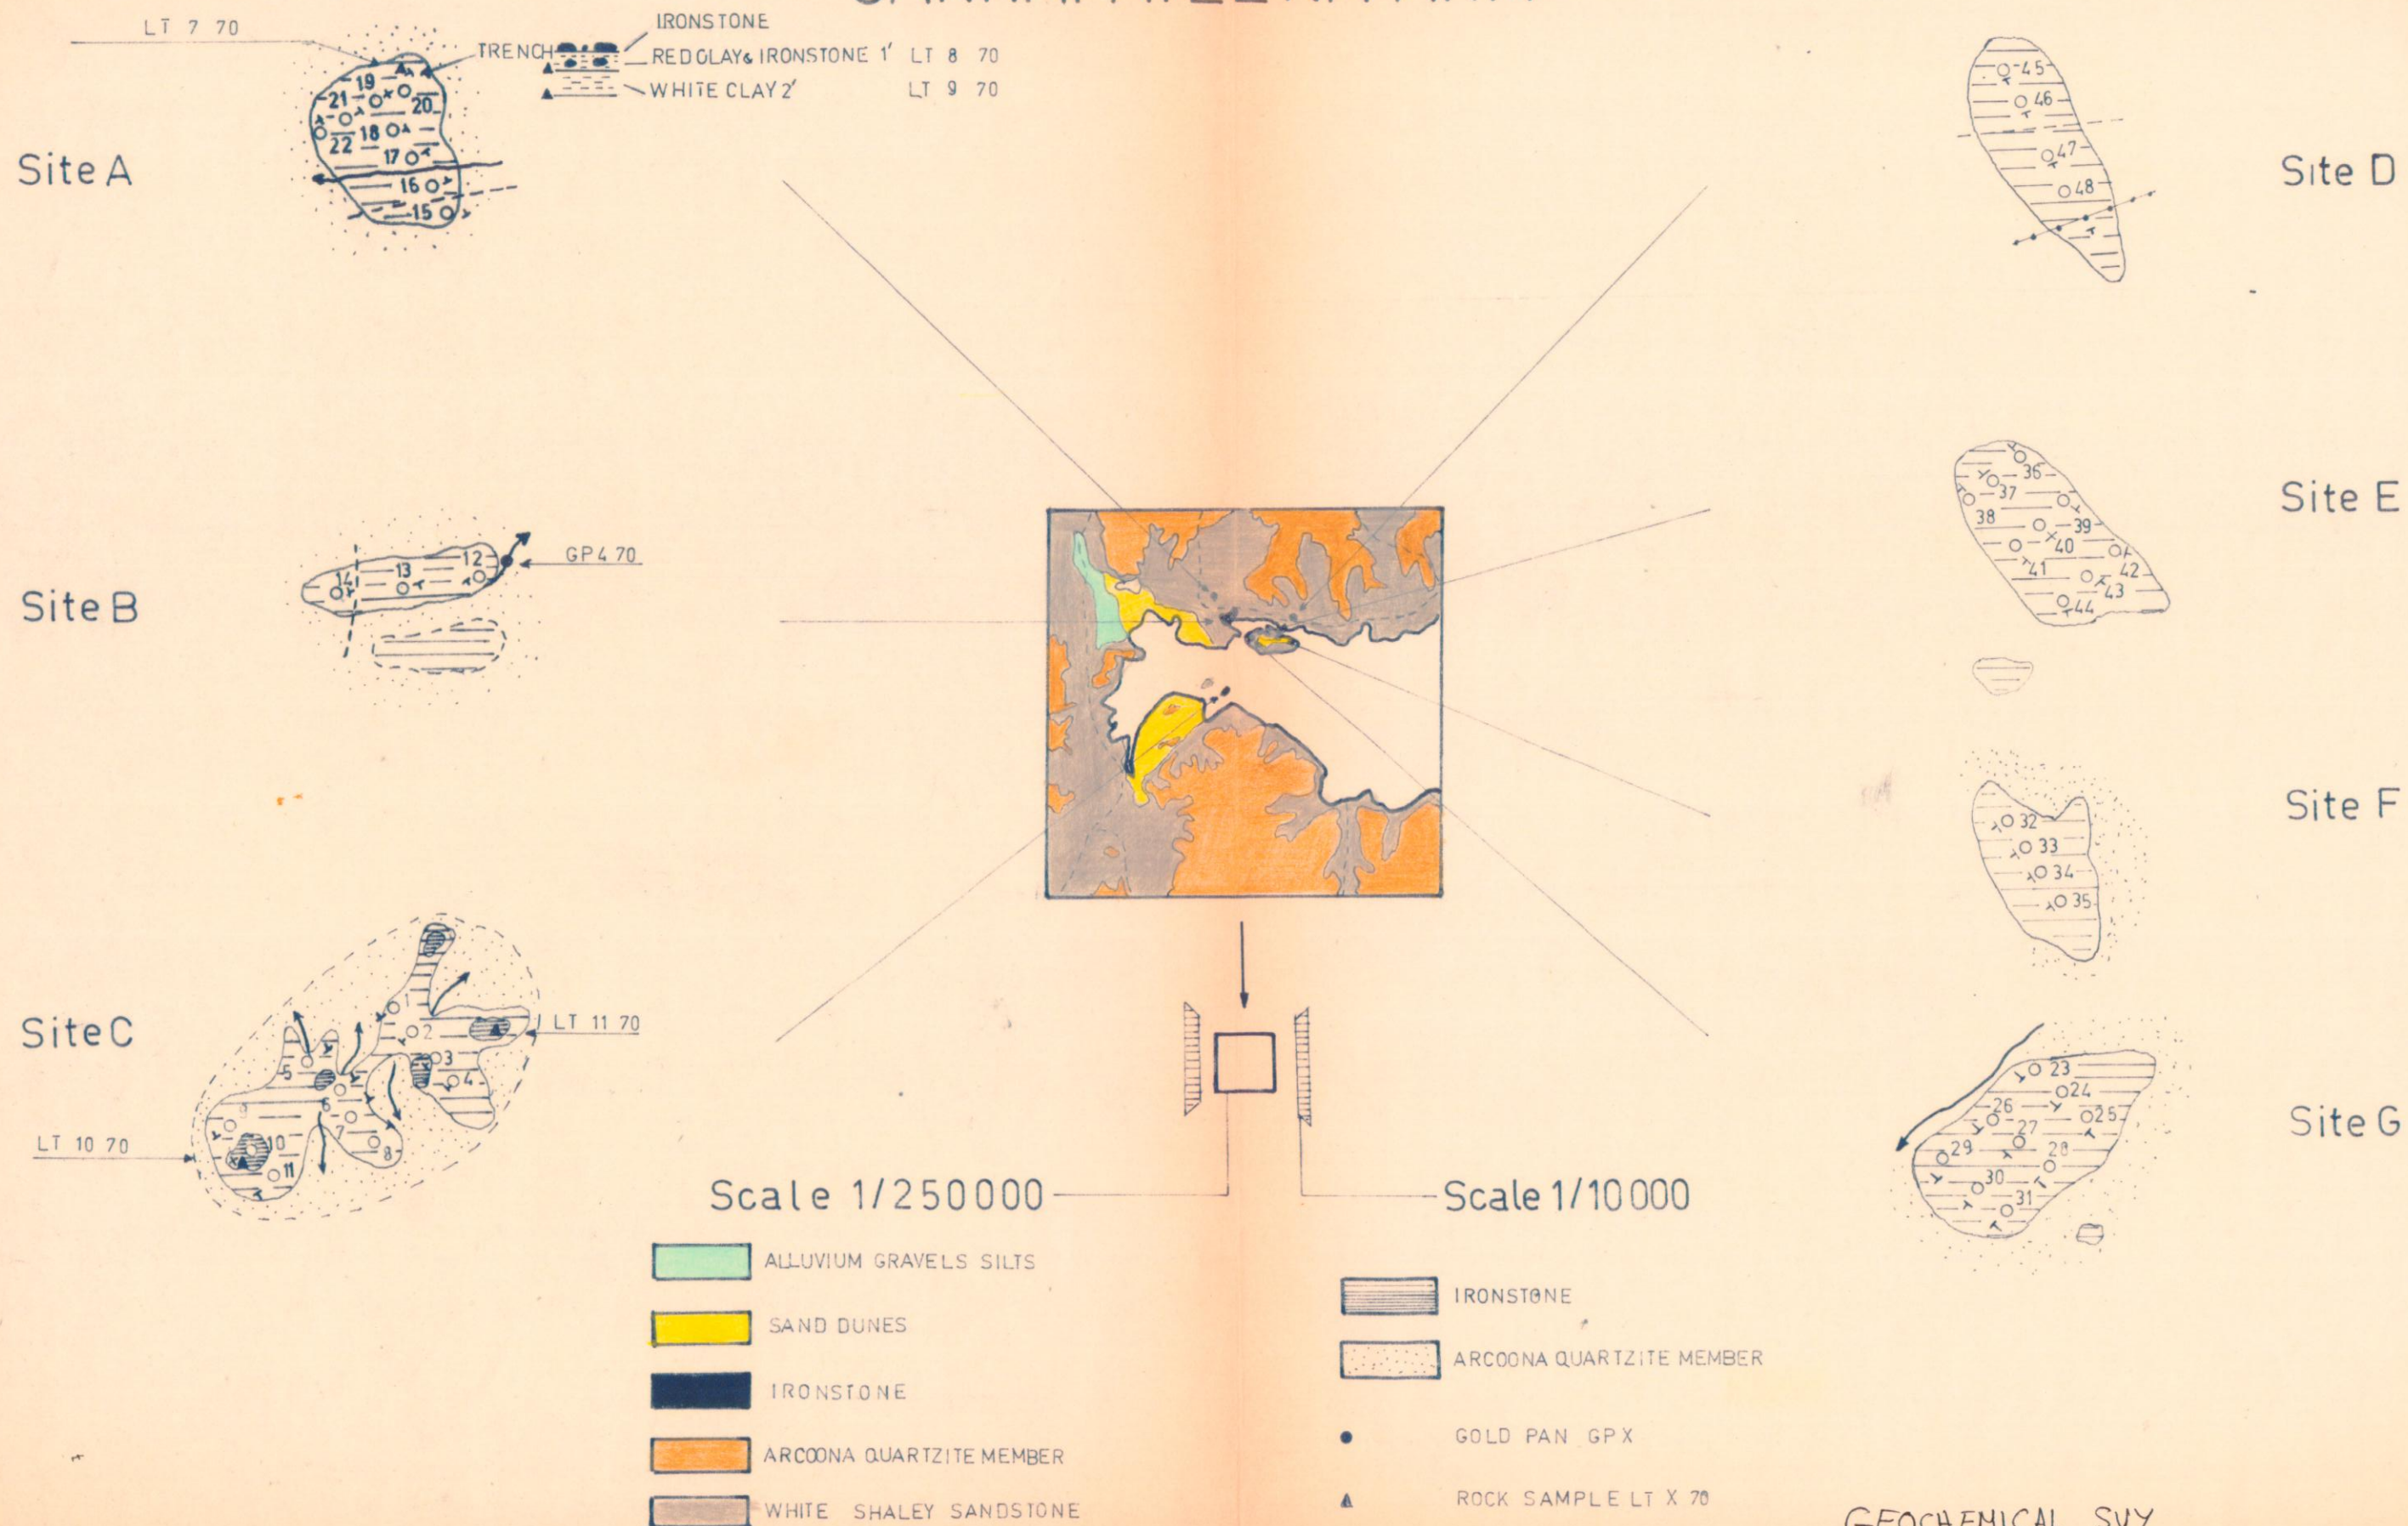 LT 7 70
TRENCH
IRONSTONE
RED CLAY & IRONSTONE 1' LT 8 70
WHITE CLAY 2' LT 9 70
Site A
19
21
20
18
22
17
16
15
Site B
14
13
12
GP4 70
Site C
1
2
3
4
5
6
7
8
9
10
11
LT 11 70
LT 10 70
Site D
45
46
47
48
Site E
36
37
38
39
40
41
42
43
44
Site F
32
33
34
35
Site G
23
24
25
26
27
28
29
30
31
Scale 1/250000
ALLUVIUM GRAVELS SILTS
SAND DUNES
IRONSTONE
ARCOONA QUARTZITE MEMBER
WHITE SHALEY SANDSTONE
Scale 1/10000
IRONSTONE
ARCOONA QUARTZITE MEMBER
GOLD PAN GPX
ROCK SAMPLE LT X 70
GEOCHEMICAL SVY